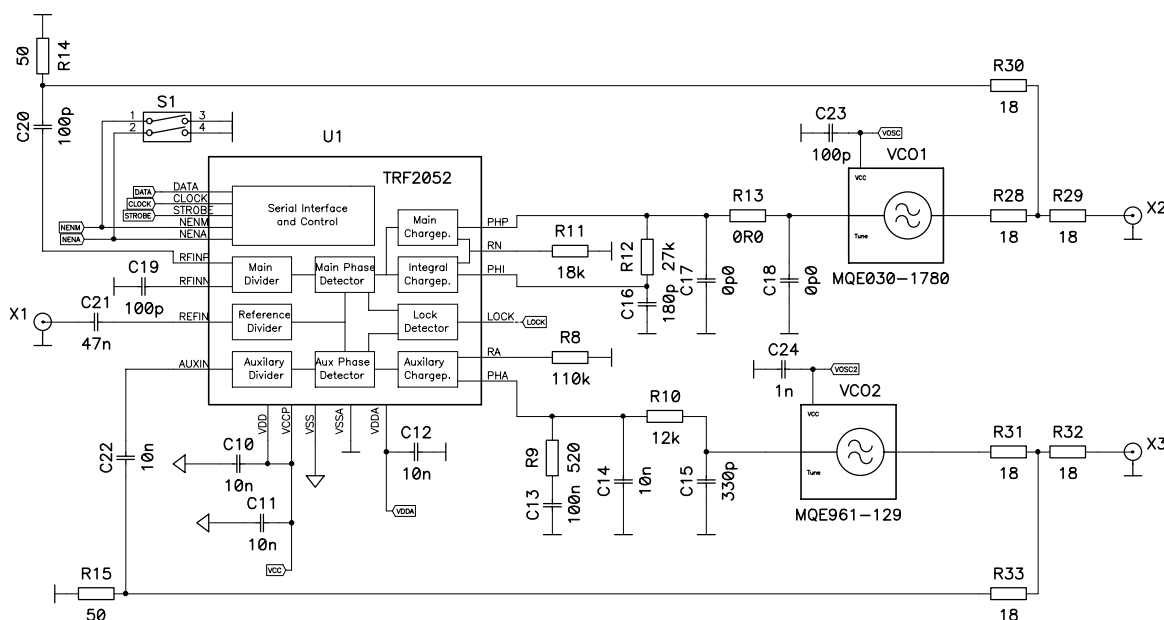 50
R14
R30
18
C20
100p
S1
1
2
3
4
U1
TRF2052
C23
100p
VOSC
VCO1
VCC
Tune
MQE030-1780
DATA
CLOCK
STROBE
NENM
NENA
DATA
CLOCK
STROBE
NENM
NENA
RFINP
RFINN
REFIN
AUXIN
Serial Interface
and Control
Main
Chargep.
Main
Divider
Main Phase
Detector
Integral
Chargep.
Reference
Divider
Lock
Detector
Auxilary
Divider
Aux Phase
Detector
Auxilary
Chargep.
PHP
RN
PHI
LOCK
LOCK
RA
PHA
R11
18k
R12
27k
C16
180p
C17
0p0
R13
0R0
C18
0p0
R28
18
R29
18
X2
C19
100p
X1
C21
47n
R8
110k
C24
1n
VOSC2
VCO2
VCC
Tune
MQE961-129
VDD
VCCP
VSS
VSSA
VDDA
C10
10n
C11
10n
VCC
C12
10n
VDDA
C22
10n
R9
520
C13
100n
C14
10n
R10
12k
C15
330p
R31
18
R32
18
X3
R15
50
R33
18